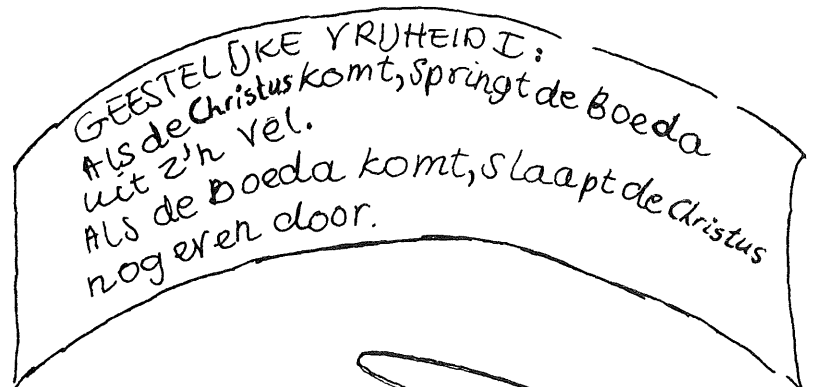 GEESTELIJKE VRIJHEID I:
Als de Christus komt, springt de Boeda
uit z'n vel.
Als de Boeda komt, slaapt de Christus
nog even door.